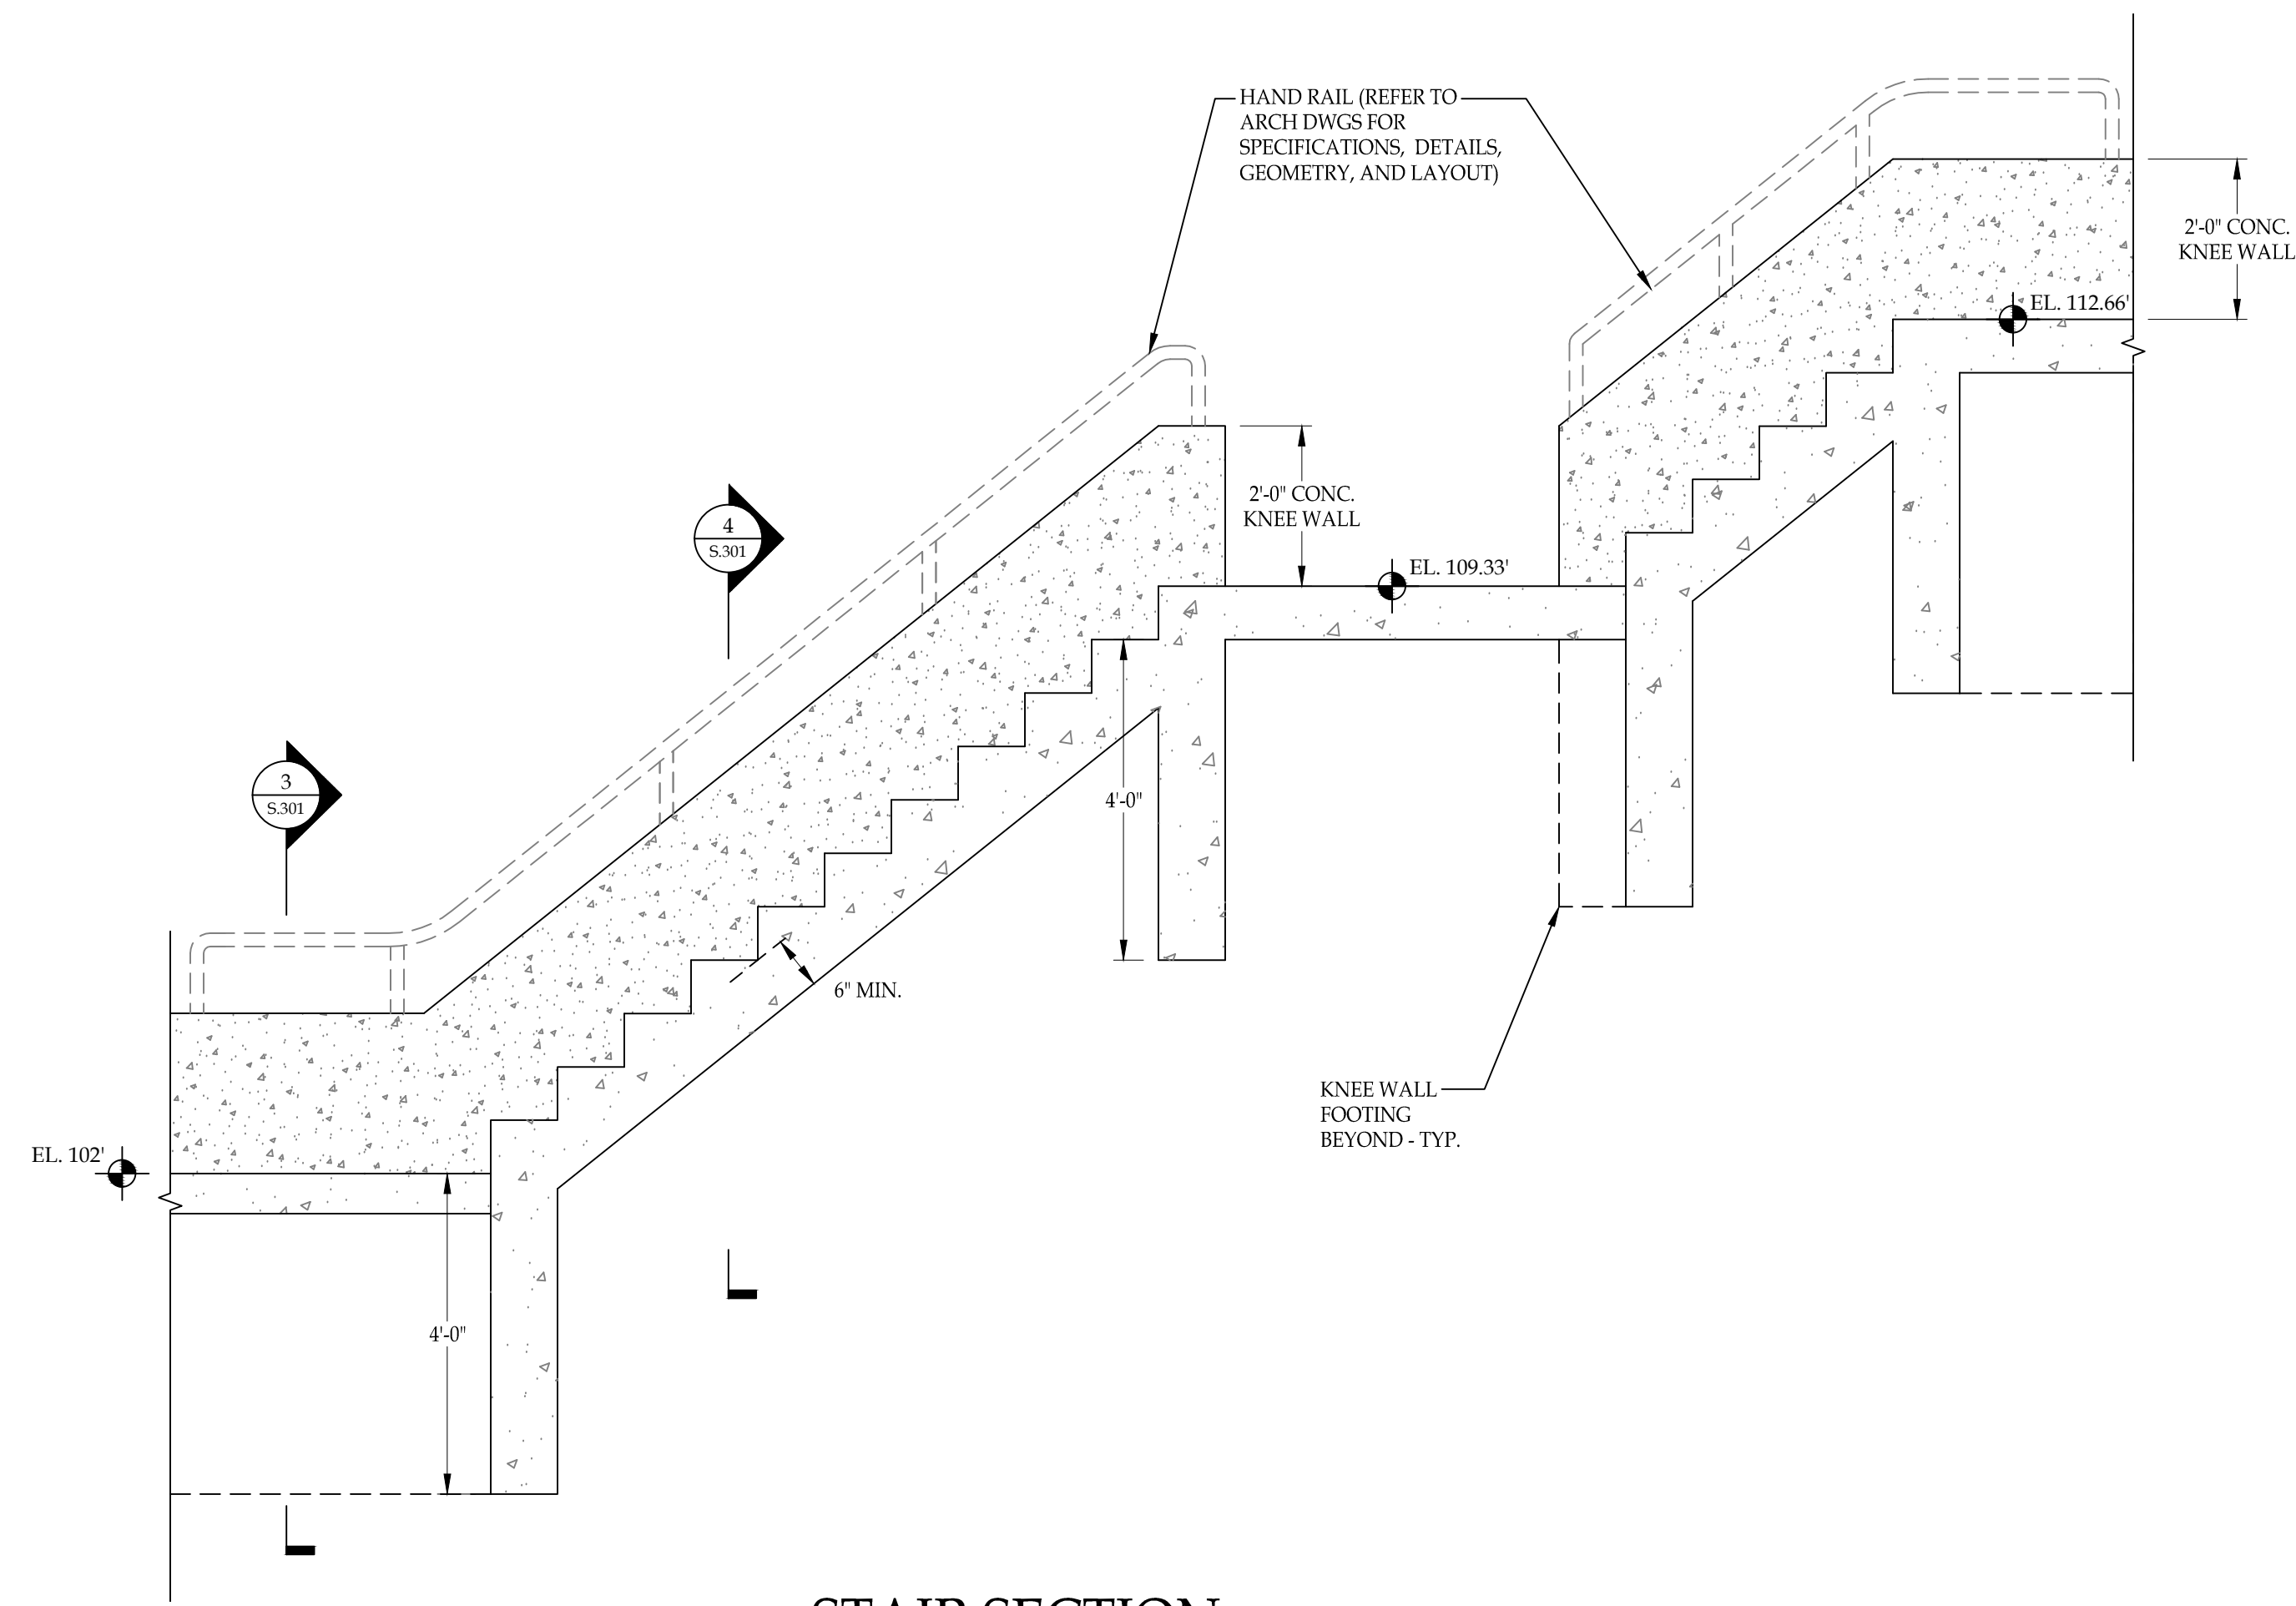 HAND RAIL (REFER TO
ARCH DWGS FOR
SPECIFICATIONS, DETAILS,
GEOMETRY, AND LAYOUT)
2'-0" CONC.
KNEE WALL
EL. 112.66'
4
S.301
2'-0" CONC.
KNEE WALL
EL. 109.33'
3
S.301
4'-0"
6" MIN.
KNEE WALL
FOOTING
BEYOND - TYP.
EL. 102'
4'-0"
STAIR SECTION